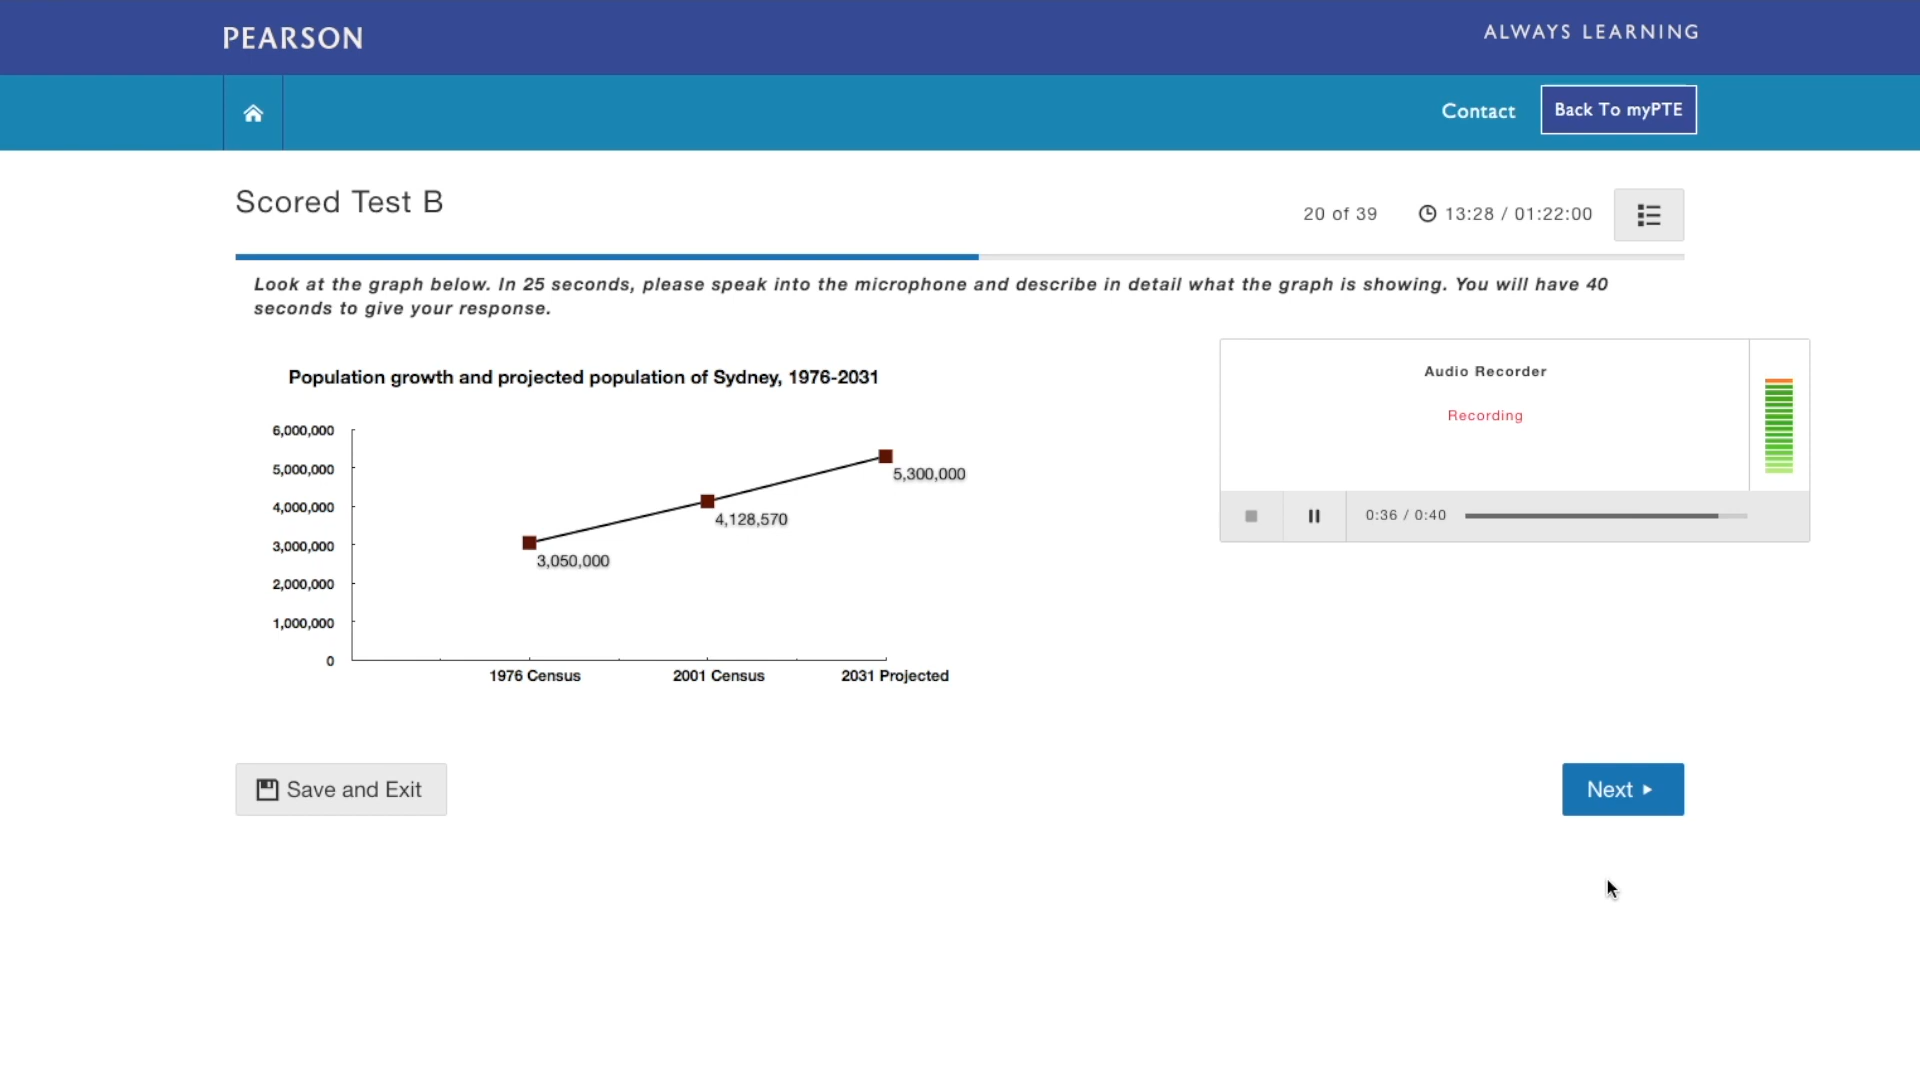 PEARSON
ALWAYS LEARNING
Contact
Back To myPTE
Scored Test B
20 of 39
13:28 / 01:22:00
Look at the graph below. In 25 seconds, please speak into the microphone and describe in detail what the graph is showing. You will have 40
seconds to give your response.
Population growth and projected population of Sydney, 1976-2031
6,000,000
5,000,000
4,000,000
3,000,000
2,000,000
1,000,000
0
5,300,000
4,128,570
3,050,000
1976 Census
2001 Census
2031 Projected
Audio Recorder
Recording
0:36 / 0:40
Save and Exit
Next